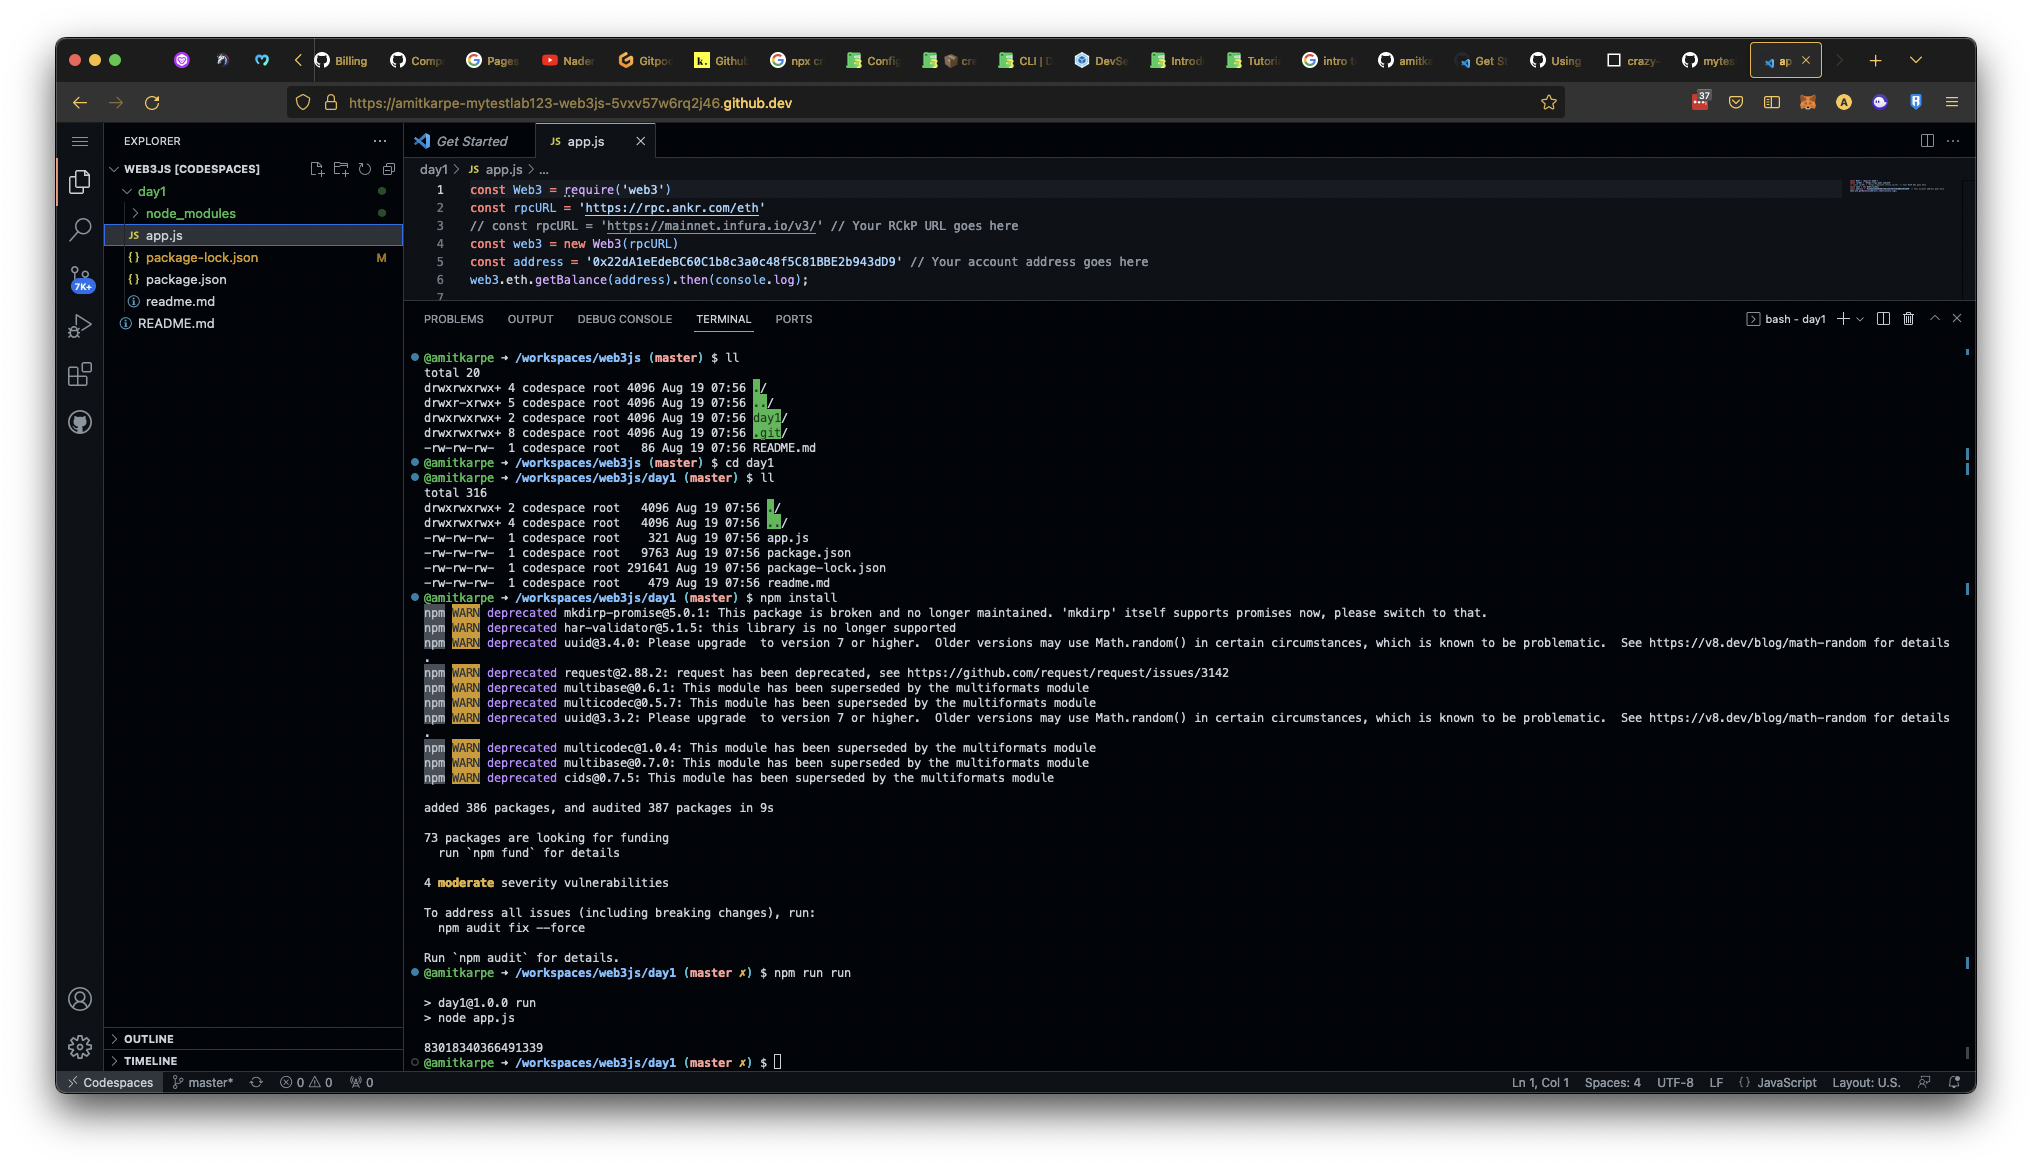 Billing
Comp
Pages
Nader
Gitpo
Githu
npx cr
Config
cre
CLI | D
DevSe
Introd
Tutori
intro t
amitka
Get St
Using
crazy-
mytes
ap
https://amitkarpe-mytestlab123-web3js-5vxv57w6rq2j46.github.dev
37
EXPLORER
WEB3JS [CODESPACES]
day1
node_modules
JS app.js
{} package-lock.json M
{} package.json
readme.md
README.md
7K+
OUTLINE
TIMELINE
Get Started
JS app.js
day1 > JS app.js > ...
1 const Web3 = require('web3')
2 const rpcURL = 'https://rpc.ankr.com/eth'
3 // const rpcURL = 'https://mainnet.infura.io/v3/' // Your RCkP URL goes here
4 const web3 = new Web3(rpcURL)
5 const address = '0x22dA1eEdeBC60C1b8c3a0c48f5C81BBE2b943dD9' // Your account address goes here
6 web3.eth.getBalance(address).then(console.log);
7
PROBLEMS OUTPUT DEBUG CONSOLE TERMINAL PORTS
bash - day1
@amitkarpe → /workspaces/web3js (master) $ ll
total 20
drwxrwxrwx+ 4 codespace root 4096 Aug 19 07:56 ./
drwxr-xrwx+ 5 codespace root 4096 Aug 19 07:56 ../
drwxrwxrwx+ 2 codespace root 4096 Aug 19 07:56 day1/
drwxrwxrwx+ 8 codespace root 4096 Aug 19 07:56 .git/
-rw-rw-rw- 1 codespace root 86 Aug 19 07:56 README.md
@amitkarpe → /workspaces/web3js (master) $ cd day1
@amitkarpe → /workspaces/web3js/day1 (master) $ ll
total 316
drwxrwxrwx+ 2 codespace root 4096 Aug 19 07:56 ./
drwxrwxrwx+ 4 codespace root 4096 Aug 19 07:56 ../
-rw-rw-rw- 1 codespace root 321 Aug 19 07:56 app.js
-rw-rw-rw- 1 codespace root 9763 Aug 19 07:56 package.json
-rw-rw-rw- 1 codespace root 291641 Aug 19 07:56 package-lock.json
-rw-rw-rw- 1 codespace root 479 Aug 19 07:56 readme.md
@amitkarpe → /workspaces/web3js/day1 (master) $ npm install
npm WARN deprecated mkdirp-promise@5.0.1: This package is broken and no longer maintained. 'mkdirp' itself supports promises now, please switch to that.
npm WARN deprecated har-validator@5.1.5: this library is no longer supported
npm WARN deprecated uuid@3.4.0: Please upgrade  to version 7 or higher.  Older versions may use Math.random() in certain circumstances, which is known to be problematic.  See https://v8.dev/blog/math-random for details
.
npm WARN deprecated request@2.88.2: request has been deprecated, see https://github.com/request/request/issues/3142
npm WARN deprecated multibase@0.6.1: This module has been superseded by the multiformats module
npm WARN deprecated multicodec@0.5.7: This module has been superseded by the multiformats module
npm WARN deprecated uuid@3.3.2: Please upgrade  to version 7 or higher.  Older versions may use Math.random() in certain circumstances, which is known to be problematic.  See https://v8.dev/blog/math-random for details
.
npm WARN deprecated multicodec@1.0.4: This module has been superseded by the multiformats module
npm WARN deprecated multibase@0.7.0: This module has been superseded by the multiformats module
npm WARN deprecated cids@0.7.5: This module has been superseded by the multiformats module
added 386 packages, and audited 387 packages in 9s
73 packages are looking for funding
run `npm fund` for details
4 moderate severity vulnerabilities
To address all issues (including breaking changes), run:
npm audit fix --force
Run `npm audit` for details.
@amitkarpe → /workspaces/web3js/day1 (master ✗) $ npm run run
> day1@1.0.0 run
> node app.js
83018340366491339
@amitkarpe → /workspaces/web3js/day1 (master ✗) $
Codespaces master* 0 0 0
Ln 1, Col 1 Spaces: 4 UTF-8 LF {} JavaScript Layout: U.S.